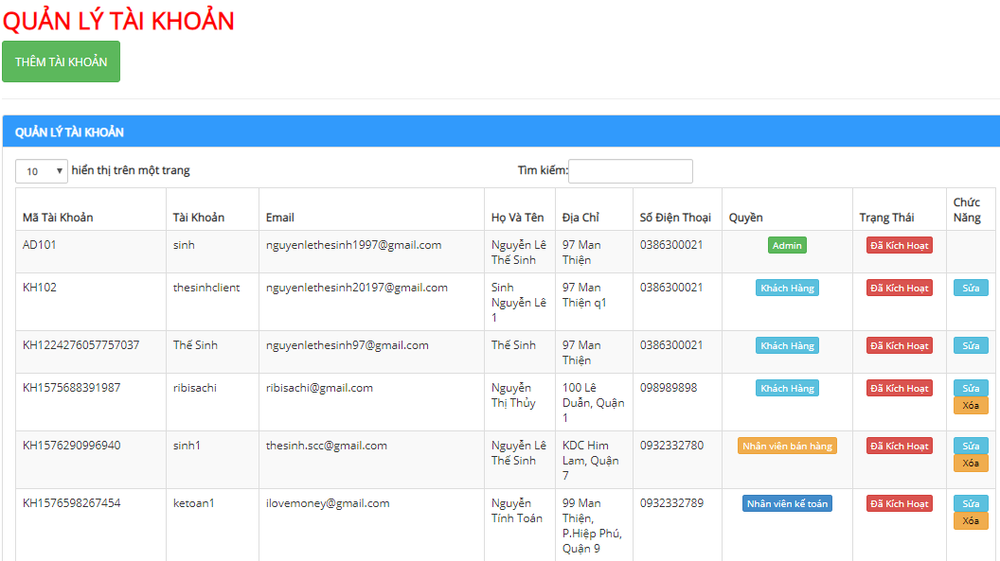 QUẢN LÝ TÀI KHOẢN
THÊM TÀI KHOẢN
QUẢN LÝ TÀI KHOẢN
10 hiển thị trên một trang Tìm kiếm:
Mã Tài Khoản Tài Khoản Email Họ Và Tên Địa Chỉ Số Điện Thoại Quyền Trạng Thái Chức Năng
AD101 sinh nguyenlethesinh1997@gmail.com Nguyễn Lê Thế Sinh 97 Man Thiện 0386300021 Admin Đã Kích Hoạt
KH102 thesinhclient nguyenlethesinh20197@gmail.com Sinh Nguyễn Lê 1 97 Man Thiện q1 0386300021 Khách Hàng Đã Kích Hoạt Sửa
KH1224276057757037 Thế Sinh nguyenlethesinh97@gmail.com Thế Sinh 97 Man Thiện 0386300021 Khách Hàng Đã Kích Hoạt Sửa
KH1575688391987 ribisachi ribisachi@gmail.com Nguyễn Thị Thủy 100 Lê Duẫn, Quận 1 098989898 Khách Hàng Đã Kích Hoạt Sửa Xóa
KH1576290996940 sinh1 thesinh.scc@gmail.com Nguyễn Lê Thế Sinh KDC Him Lam, Quận 7 0932332780 Nhân viên bán hàng Đã Kích Hoạt Sửa Xóa
KH1576598267454 ketoan1 ilovemoney@gmail.com Nguyễn Tính Toán 99 Man Thiện, P.Hiệp Phú, Quận 9 0932332789 Nhân viên kế toán Đã Kích Hoạt Sửa Xóa